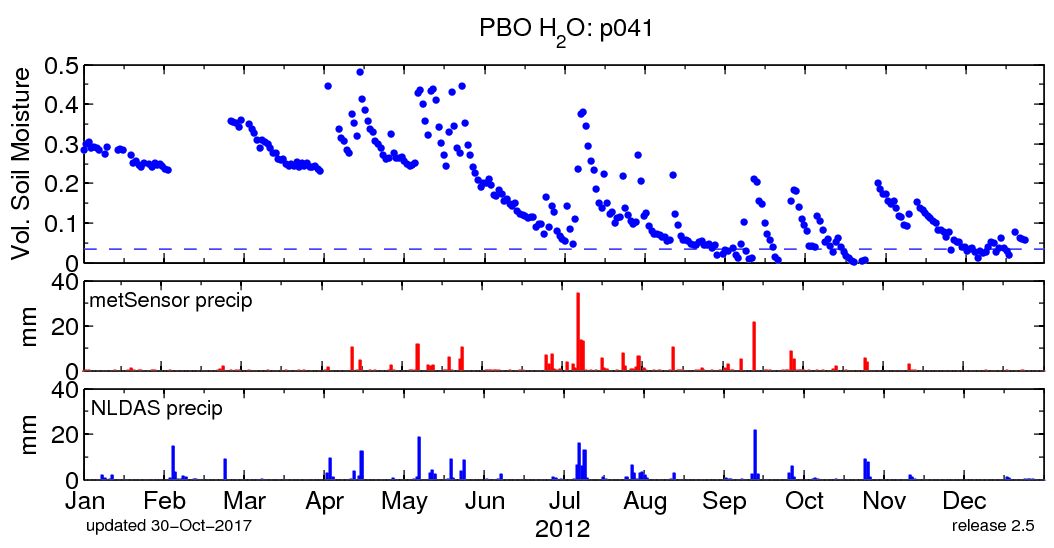 PBO H₂O: p041
Vol. Soil Moisture
0.5
0.4
0.3
0.2
0.1
0
metSensor precip
mm
40
20
0
NLDAS precip
mm
40
20
0
Jan Feb Mar Apr May Jun Jul Aug Sep Oct Nov Dec
updated 30−Oct−2017
2012
release 2.5